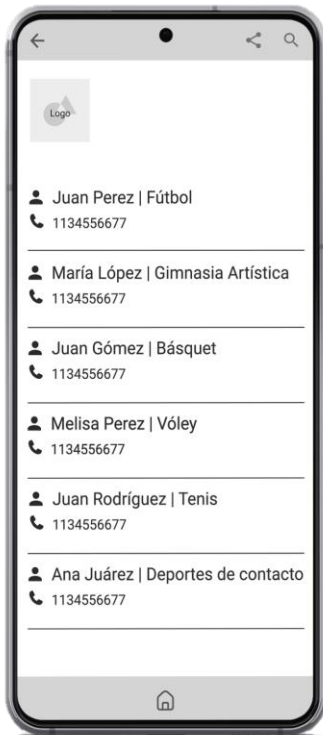 Logo
Juan Perez | Fútbol
1134556677
María López | Gimnasia Artística
1134556677
Juan Gómez | Básquet
1134556677
Melisa Perez | Vóley
1134556677
Juan Rodríguez | Tenis
1134556677
Ana Juárez | Deportes de contacto
1134556677